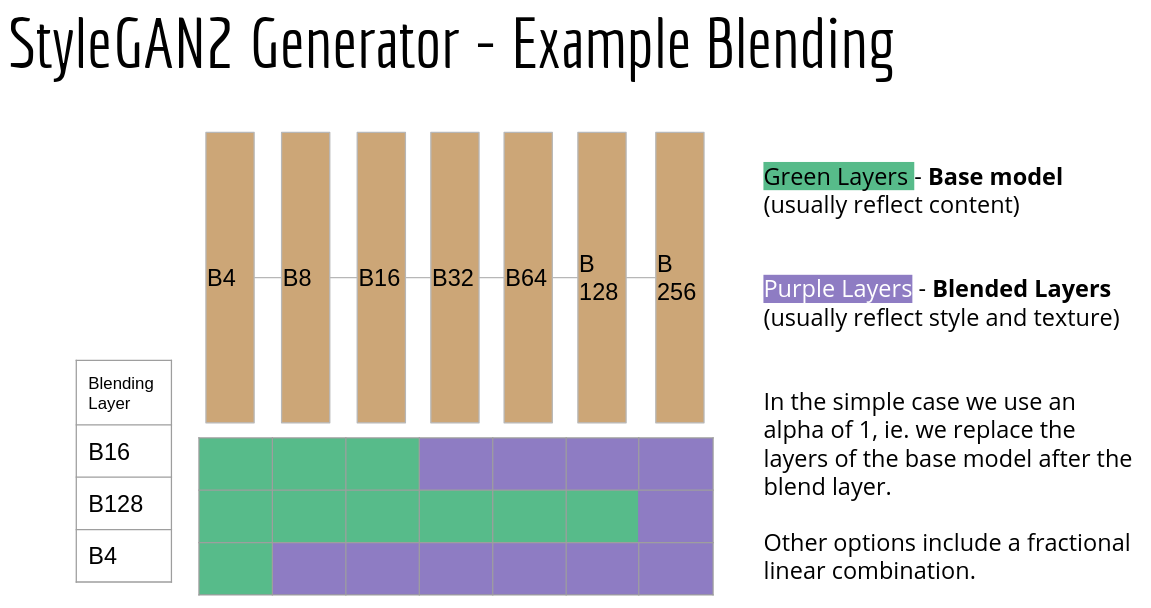 StyleGAN2 Generator - Example Blending
B4
B8
B16
B32
B64
B
128
B
256
Blending
Layer
B16
B128
B4
Green Layers - Base model
(usually reflect content)
Purple Layers - Blended Layers
(usually reflect style and texture)
In the simple case we use an
alpha of 1, ie. we replace the
layers of the base model after the
blend layer.
Other options include a fractional
linear combination.